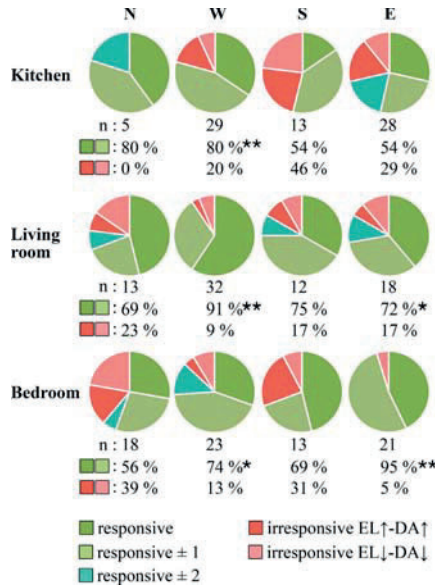 N W S E
Kitchen
n : 5 29 13 28
: 80 % 80 %** 54 % 54 %
: 0 % 20 % 46 % 29 %
Living
room
n : 13 32 12 18
: 69 % 91 %** 75 % 72 %*
: 23 % 9 % 17 % 17 %
Bedroom
n : 18 23 13 21
: 56 % 74 %* 69 % 95 %**
: 39 % 13 % 31 % 5 %
responsive irresponsive EL↑-DA↑
responsive ± 1 irresponsive EL↓-DA↓
responsive ± 2